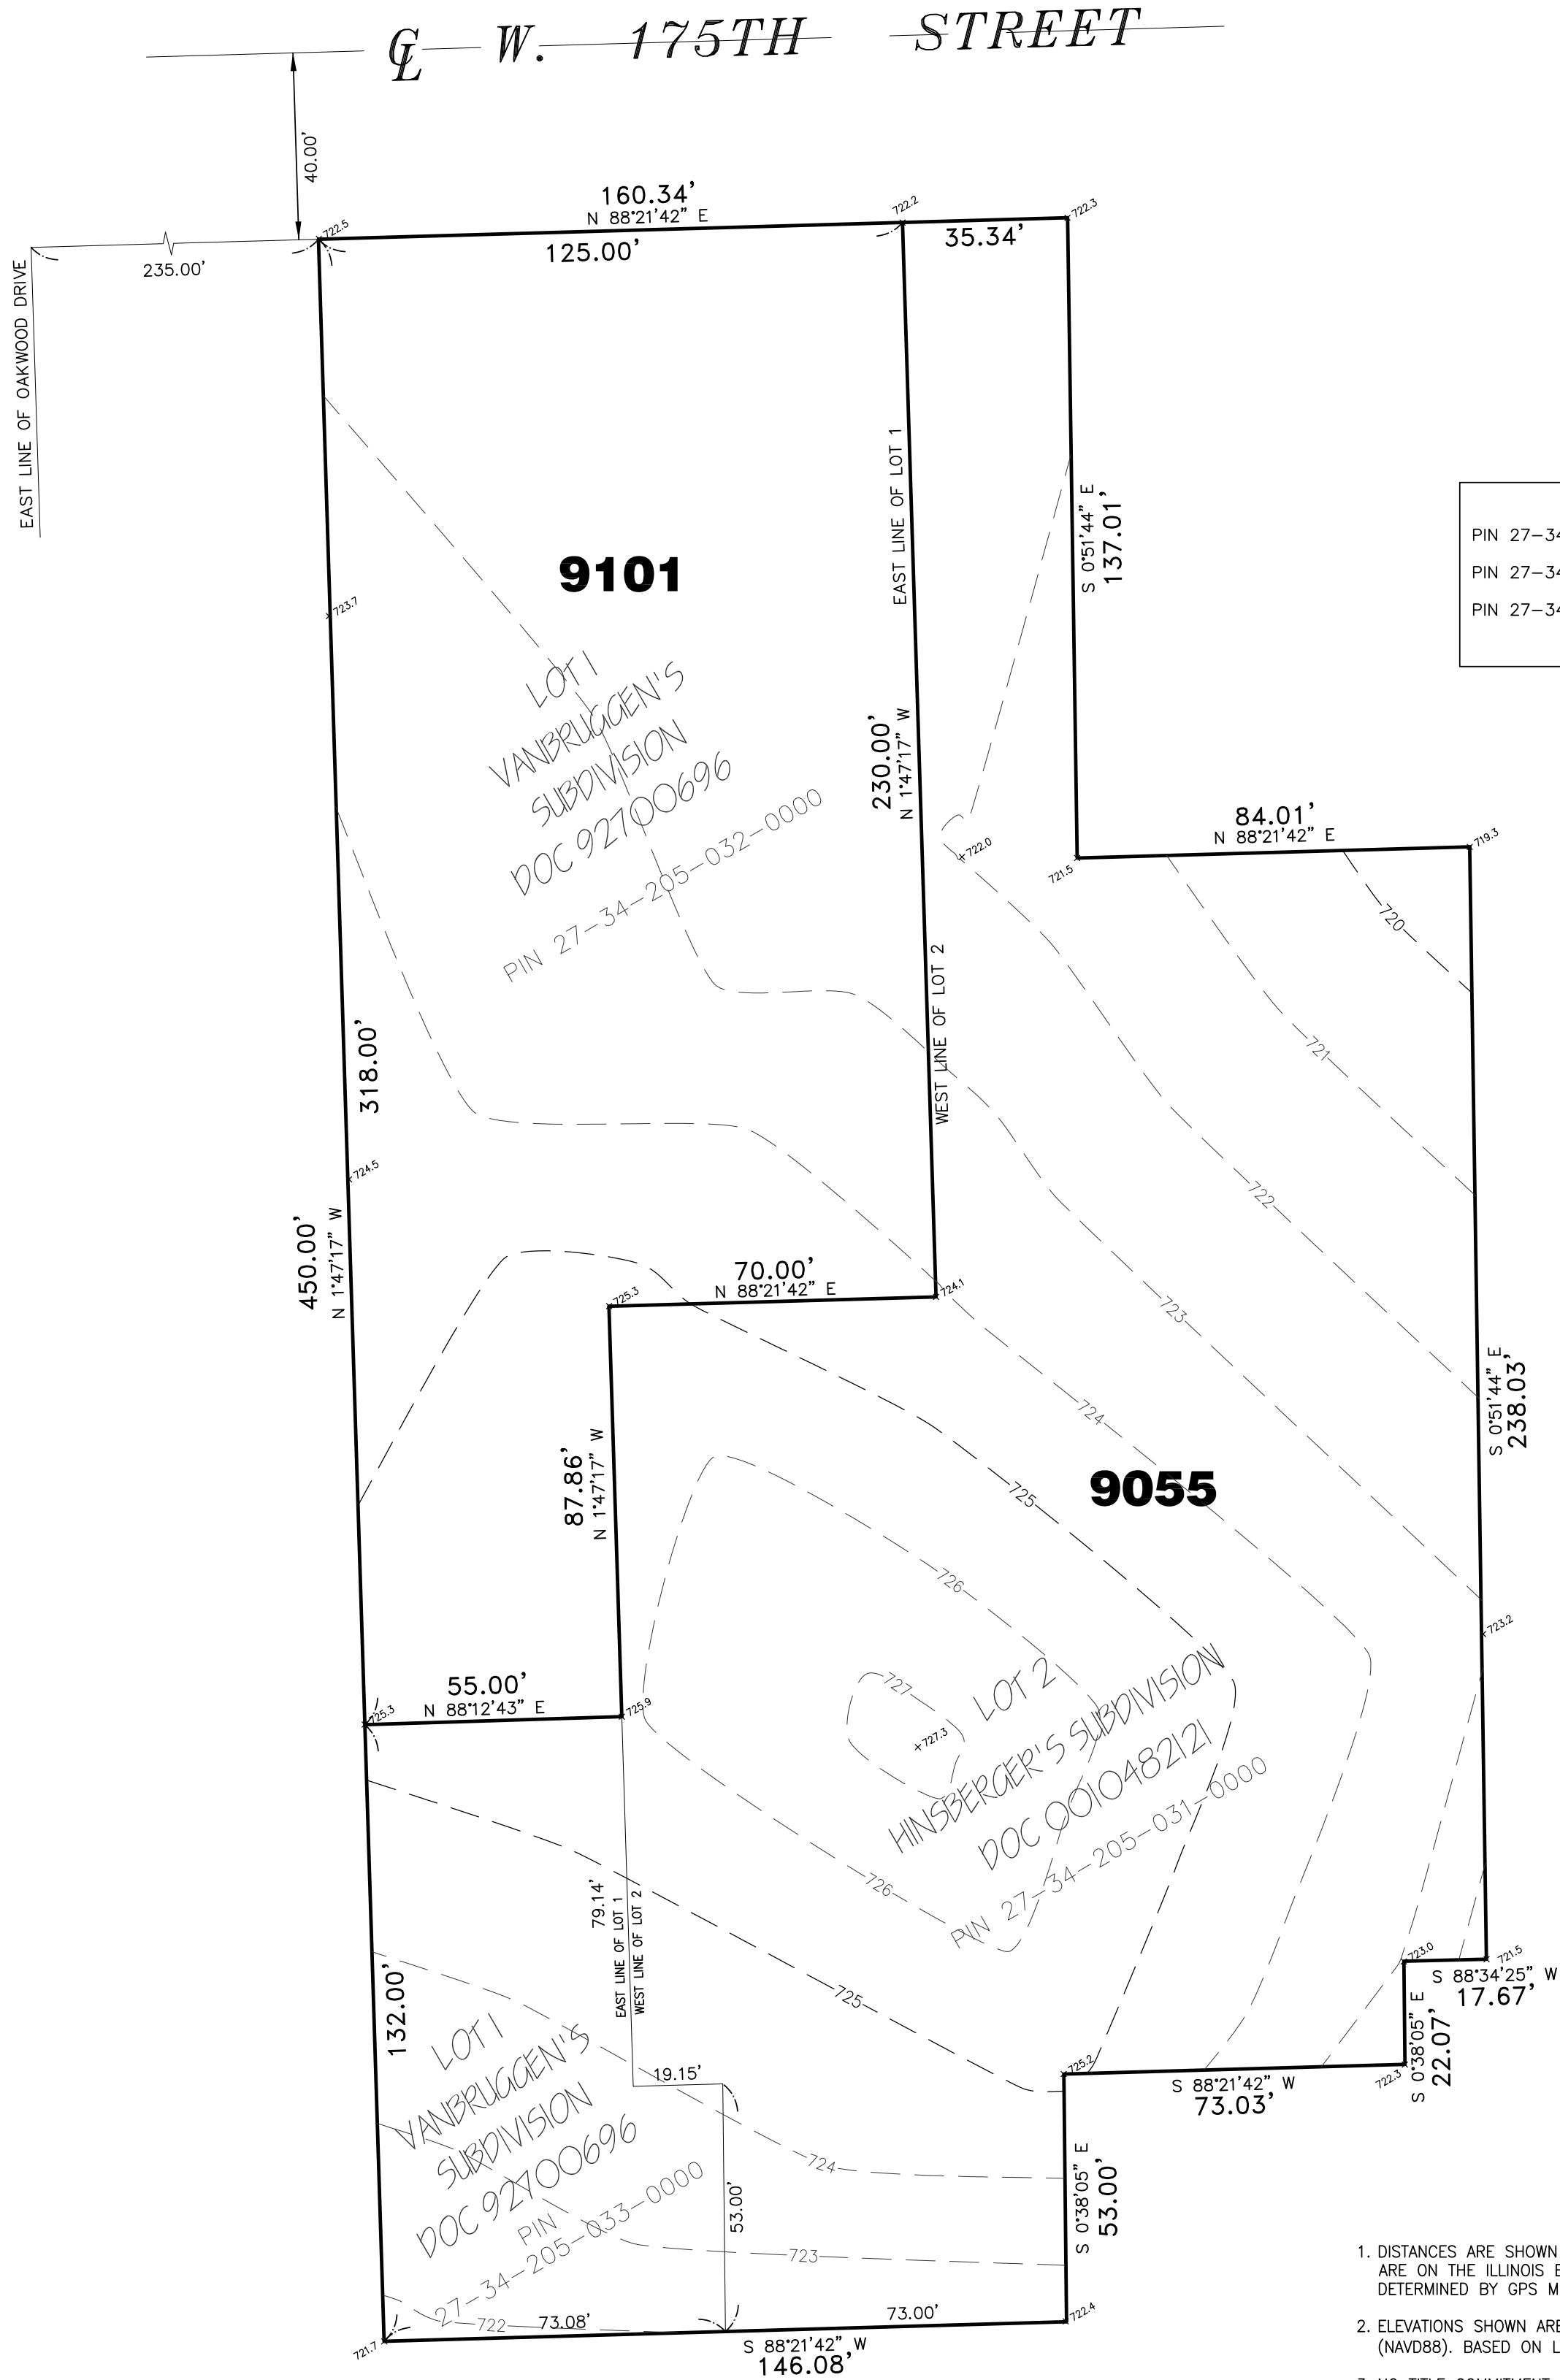 ℄ W. 175TH STREET
40.00'
160.34'
N 88°21'42" E
722.5
722.2
722.3
125.00'
35.34'
235.00'
EAST LINE OF OAKWOOD DRIVE
EAST LINE OF LOT 1
S 0°51'44" E
137.01'
PIN 27-34
PIN 27-34
PIN 27-34
9101
723.7
LOT 1
VANBRUGGEN'S
SUBDIVISION
DOC 92700696
PIN 27-34-205-032-0000
230.00'
N 1°47'17" W
84.01'
N 88°21'42" E
722.0
721.5
719.3
720
WEST LINE OF LOT 2
721
318.00'
724.5
722
450.00'
N 1°47'17" W
70.00'
N 88°21'42" E
725.3
724.1
723
S 0°51'44" E
238.03'
724
87.86'
N 1°47'17" W
9055
725
726
723.2
55.00'
N 88°12'43" E
725.3
725.9
727
727.3
LOT 2
HINSBERGER'S SUBDIVISION
DOC 0010482121
PIN 27-34-205-031-0000
726
79.14'
EAST LINE OF LOT 1
WEST LINE OF LOT 2
723.0
721.5
S 88°34'25" W
17.67'
725
132.00'
S 0°38'05" E
22.07'
LOT 1
VANBRUGGEN'S
SUBDIVISION
DOC 92700696
PIN
27-34-205-033-0000
19.15'
725.2
722.3
S 88°21'42" W
73.03'
724
53.00'
S 0°38'05" E
53.00'
723
722
73.08'
73.00'
722.4
721.7
S 88°21'42" W
146.08'
1. DISTANCES ARE SHOWN
ARE ON THE ILLINOIS E
DETERMINED BY GPS M
2. ELEVATIONS SHOWN ARE
(NAVD88). BASED ON L